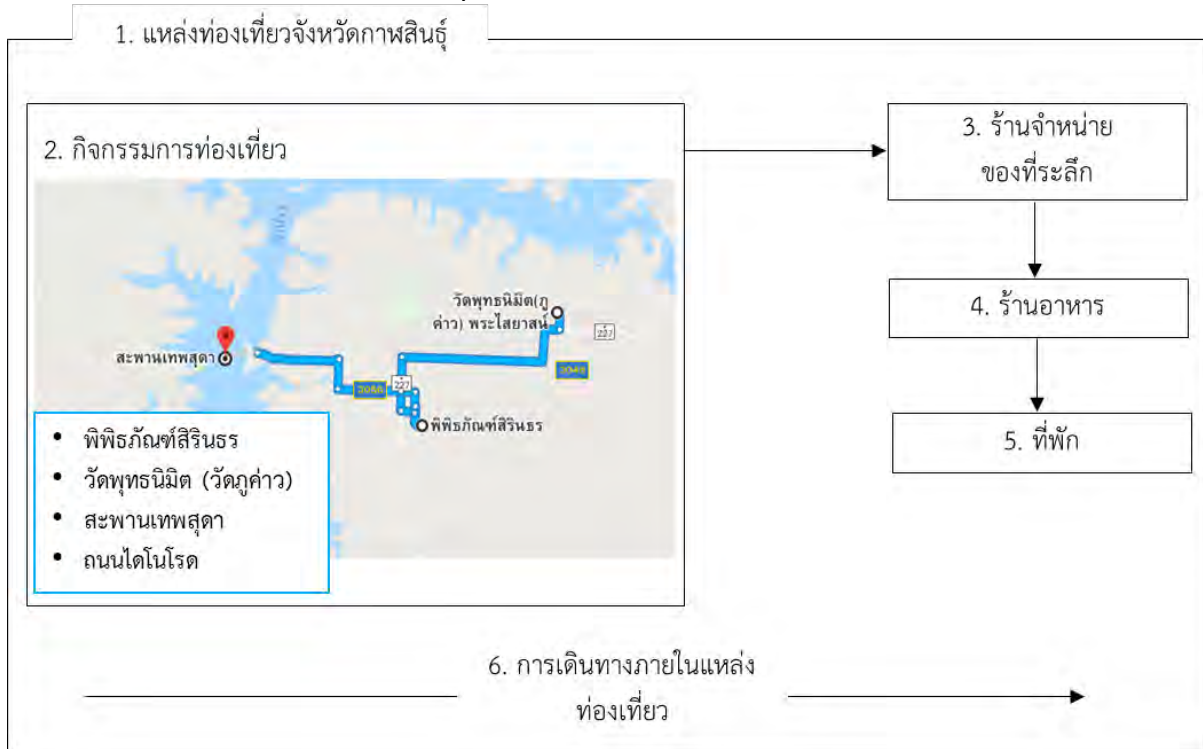 1. แหล่งท่องเที่ยวจังหวัดกาฬสินธุ์
2. กิจกรรมการท่องเที่ยว
วัดพุทธนิมิต(ภู
ค่าว) พระไสยาสน์
227
สะพานเทพสุดา
227
พิพิธภัณฑ์สิรินธร
• พิพิธภัณฑ์สิรินธร
• วัดพุทธนิมิต (วัดภูค่าว)
• สะพานเทพสุดา
• ถนนไดโนโรด
3. ร้านจำหน่าย
ของที่ระลึก
4. ร้านอาหาร
5. ที่พัก
6. การเดินทางภายในแหล่ง
ท่องเที่ยว